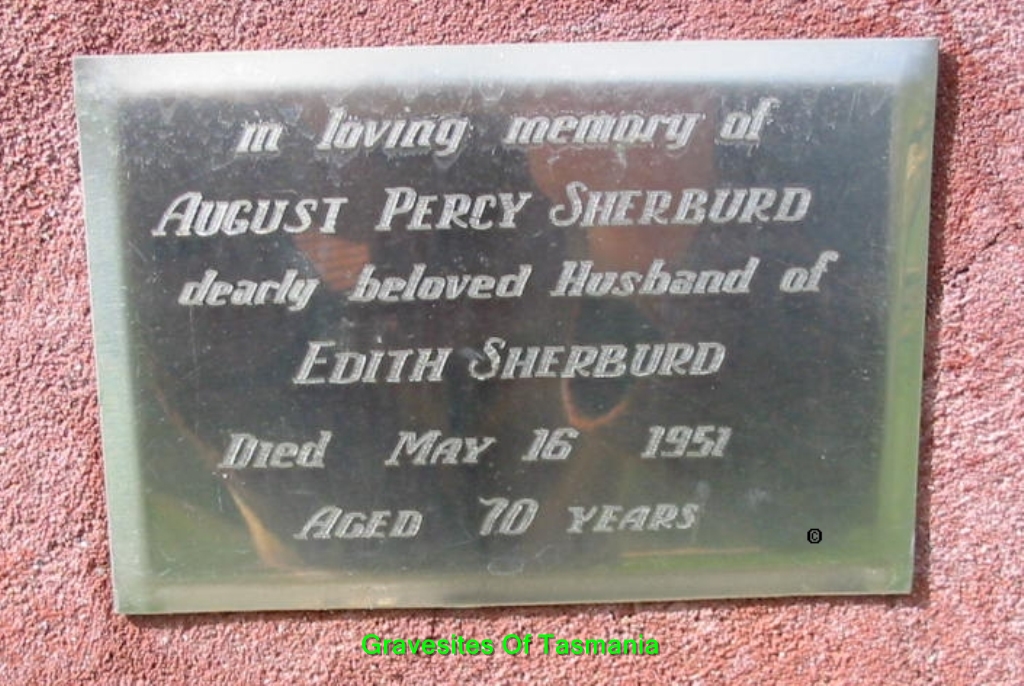 in loving memory of
AUGUST PERCY SHERBURD
dearly beloved Husband of
EDITH SHERBURD
Died May 16 1951
AGED 70 YEARS
©
Gravesites Of Tasmania